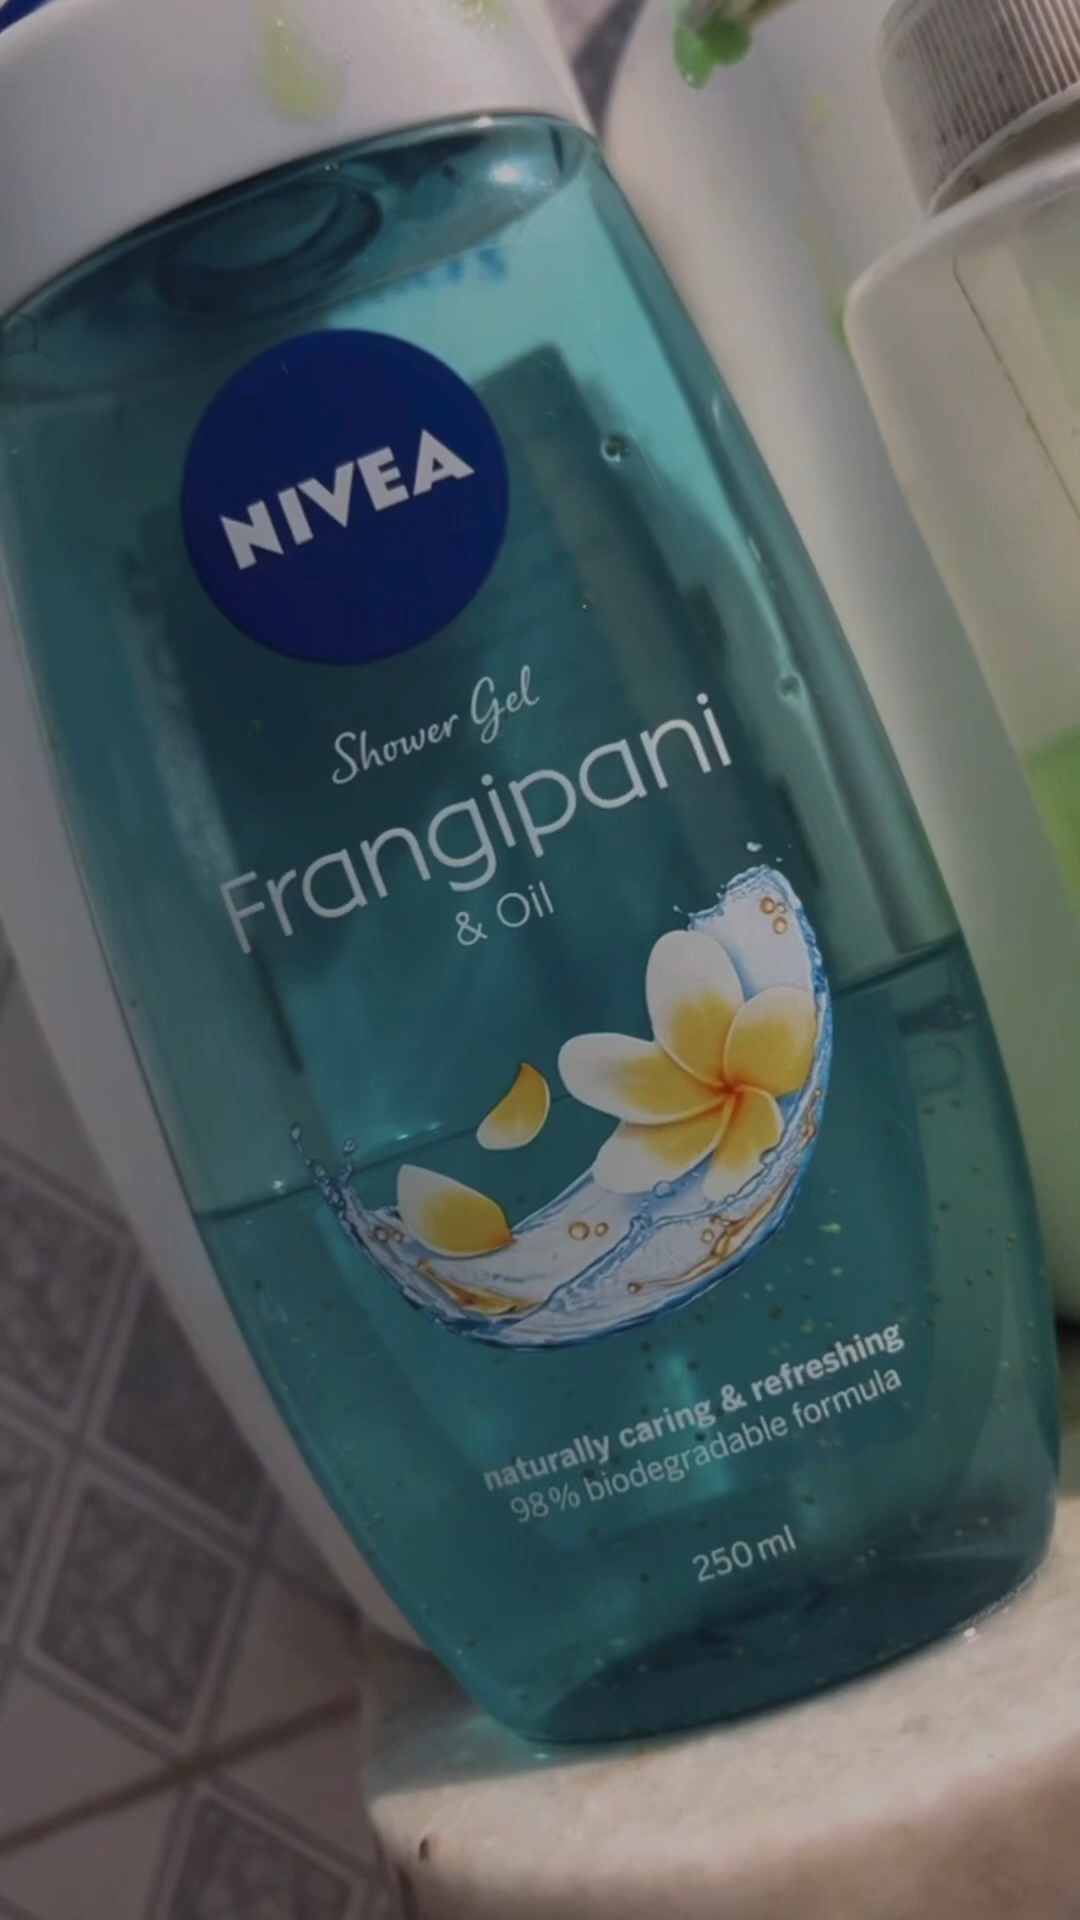 NIVEA
Shower Gel
Frangipani
& Oil
naturally caring & refreshing
98% biodegradable formula
250 ml